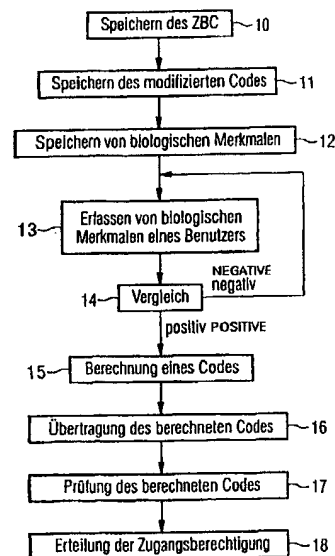 Speichern des ZBC 10
Speichern des modifizierten Codes 11
Speichern von biologischen Merkmalen 12
13 Erfassen von biologischen
Merkmalen eines Benutzers
NEGATIVE
negativ
14 Vergleich
positiv POSITIVE
15 Berechnung eines Codes
Übertragung des berechneten Codes 16
Prüfung des berechneten Codes 17
Erteilung der Zugangsberechtigung 18